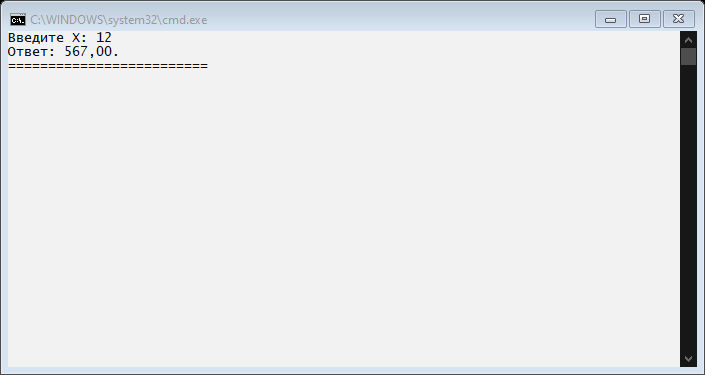 C:\WINDOWS\system32\cmd.exe
Введите X: 12
Ответ: 567,00.
=========================